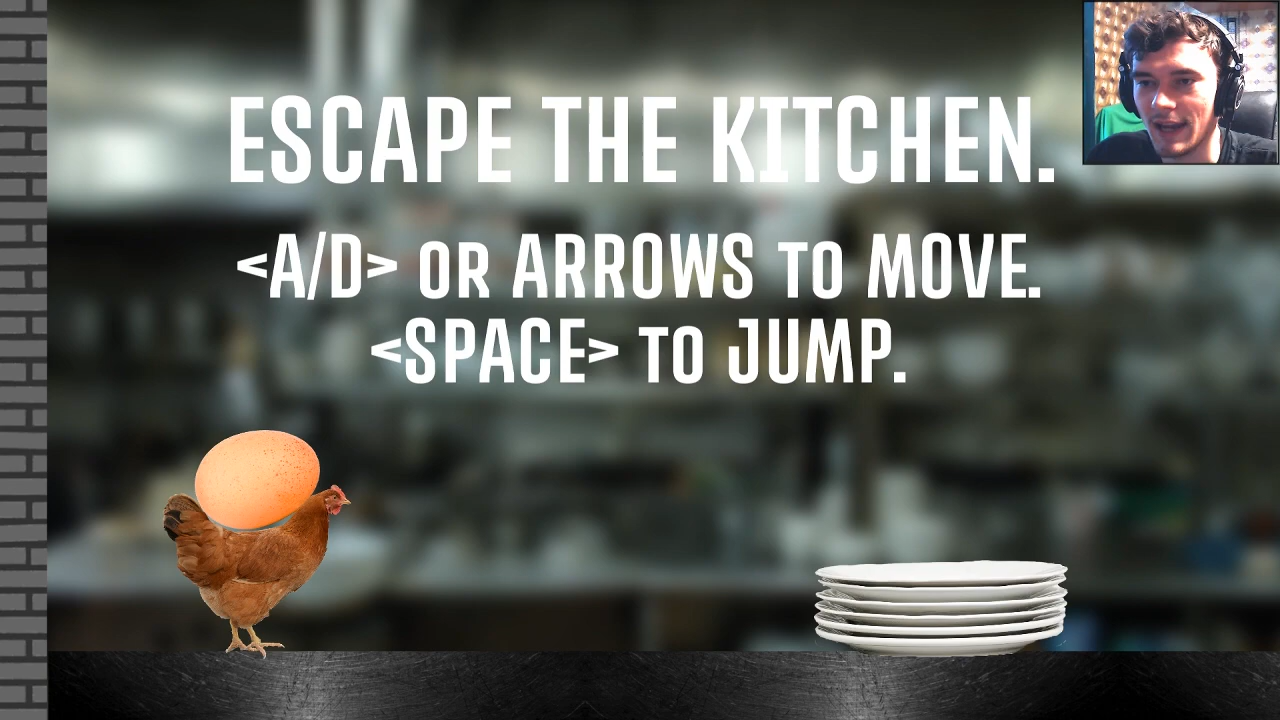 ESCAPE THE KITCHEN.
<A/D> OR ARROWS TO MOVE.
<SPACE> TO JUMP.